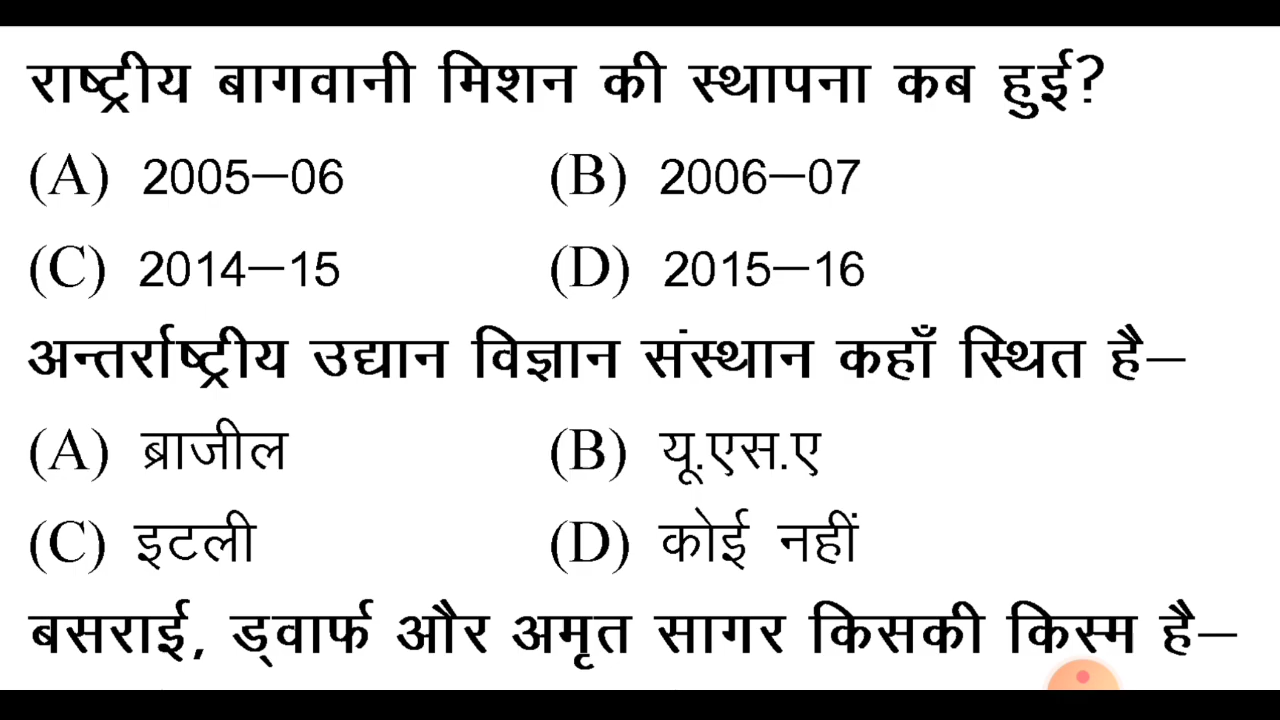 राष्ट्रीय बागवानी मिशन की स्थापना कब हुई?
(A) 2005–06 (B) 2006–07
(C) 2014–15 (D) 2015–16
अन्तर्राष्ट्रीय उद्यान विज्ञान संस्थान कहाँ स्थित है–
(A) ब्राजील (B) यू.एस.ए
(C) इटली (D) कोई नहीं
बसराई, ड्वार्फ और अमृत सागर किसकी किस्म है–